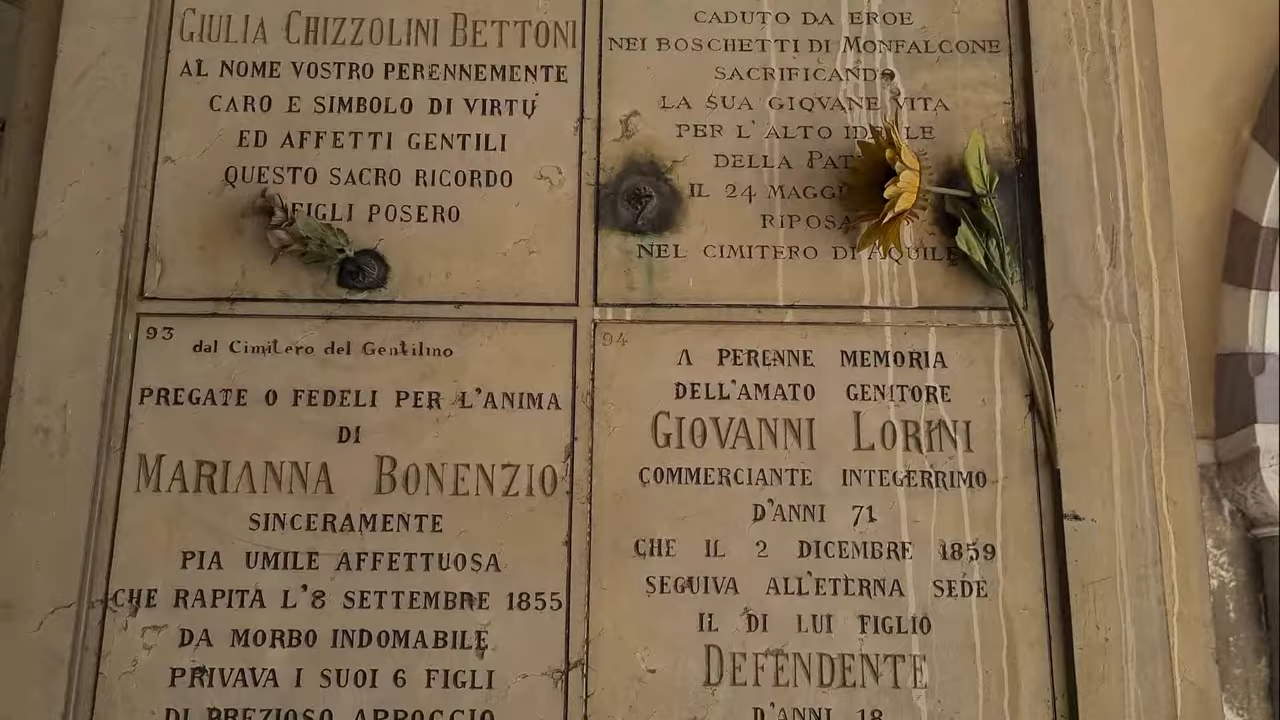 GIULIA CHIZZOLINI BETTONI
AL NOME VOSTRO PERENNEMENTE
CARO E SIMBOLO DI VIRTÙ
ED AFFETTI GENTILI
QUESTO SACRO RICORDO
FIGLI POSERO
CADUTO DA EROE
NEI BOSCHETTI DI MONFALCONE
SACRIFICANDO
LA SUA GIOVANE VITA
PER L'ALTO IDEALE
DELLA
IL 24
RIPOSA
NEL CIMITERO DI
93
dal Cimitero del Gentilino
PREGATE O FEDELI PER L'ANIMA
DI
MARIANNA BONENZIO
SINCERAMENTE
PIA UMILE AFFETTUOSA
CHE RAPITA L'8 SETTEMBRE 1855
DA MORBO INDOMABILE
PRIVAVA I SUOI 6 FIGLI
DI PREZIOSO APPOGGIO
94
A PERENNE MEMORIA
DELL'AMATO GENITORE
GIOVANNI LORINI
COMMERCIANTE INTEGERRIMO
D'ANNI 71
CHE IL 2 DICEMBRE 1859
SEGUIVA ALL'ETERNA SEDE
IL DI LUI FIGLIO
DEFENDENTE
D'ANNI 18